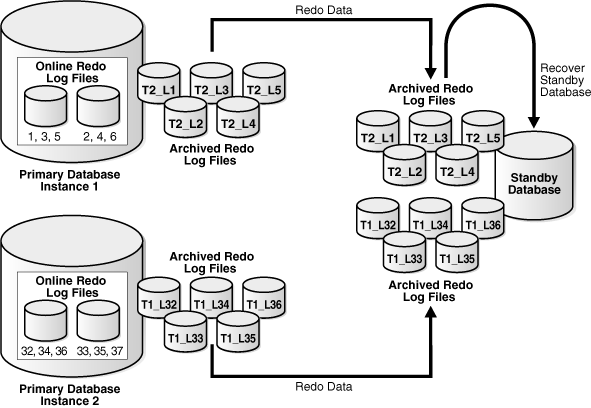 Redo Data
Online Redo
Log Files
1, 3, 5
2, 4, 6
Primary Database
Instance 1
T2_L1
T2_L3
T2_L5
T2_L2
T2_L4
Archived Redo
Log Files
Archived Redo
Log Files
T2_L1
T2_L3
T2_L5
T2_L2
T2_L4
Recover
Standby
Database
Standby
Database
T1_L32
T1_L34
T1_L36
T1_L33
T1_L35
Archived Redo
Log Files
Online Redo
Log Files
32, 34, 36
33, 35, 37
Primary Database
Instance 2
Archived Redo
Log Files
T1_L32
T1_L34
T1_L36
T1_L33
T1_L35
Redo Data